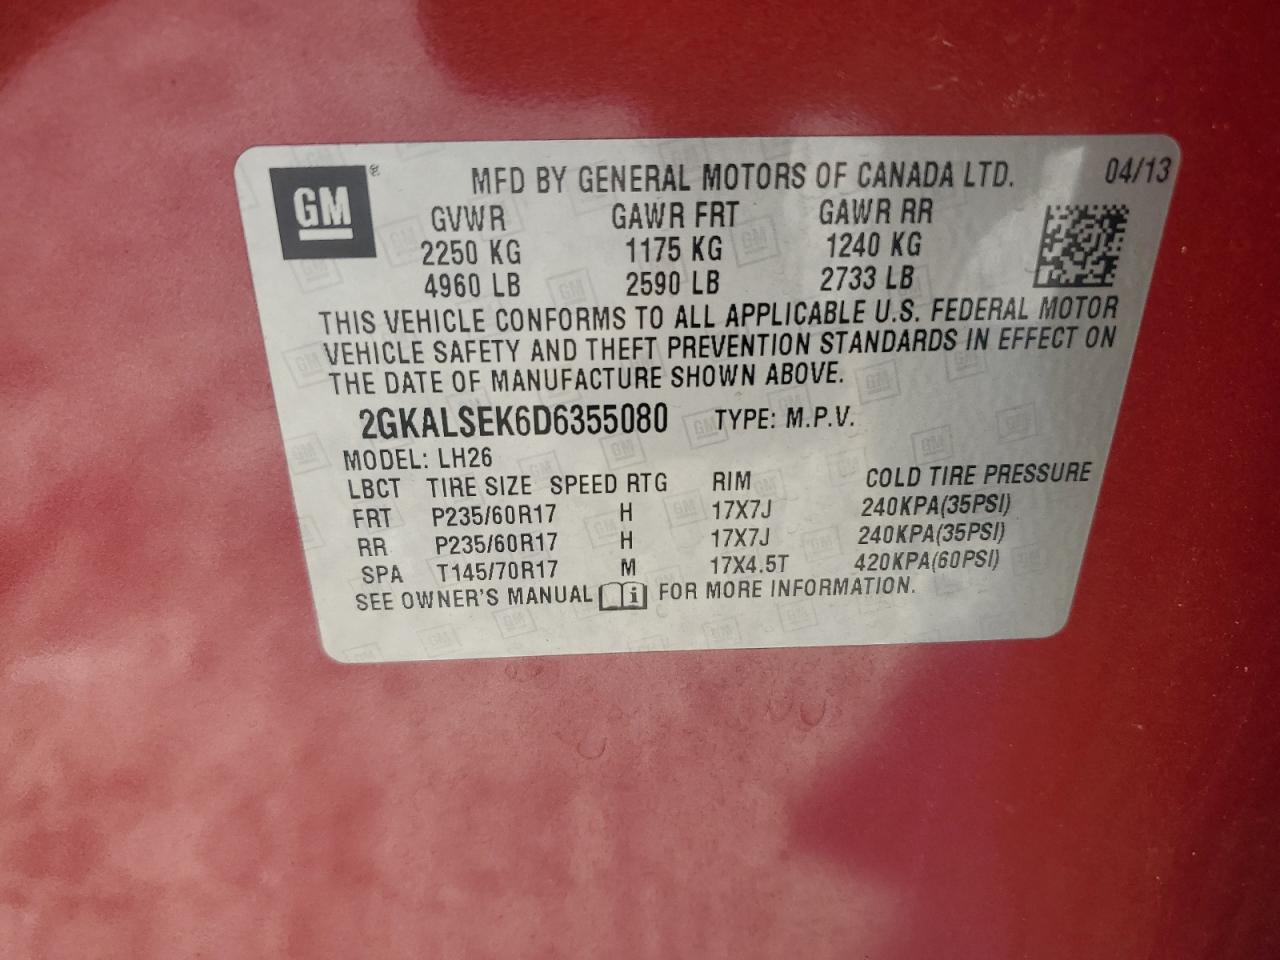 GM® MFD BY GENERAL MOTORS OF CANADA LTD. 04/13
GVWR GAWR FRT GAWR RR
2250 KG 1175 KG 1240 KG
4960 LB 2590 LB 2733 LB
THIS VEHICLE CONFORMS TO ALL APPLICABLE U.S. FEDERAL MOTOR
VEHICLE SAFETY AND THEFT PREVENTION STANDARDS IN EFFECT ON
THE DATE OF MANUFACTURE SHOWN ABOVE.
2GKALSEK6D6355080 TYPE: M.P.V.
MODEL: LH26
LBCT TIRE SIZE SPEED RTG RIM COLD TIRE PRESSURE
FRT P235/60R17 H 17X7J 240KPA(35PSI)
RR P235/60R17 H 17X7J 240KPA(35PSI)
SPA T145/70R17 M 17X4.5T 420KPA(60PSI)
SEE OWNER'S MANUAL i FOR MORE INFORMATION.